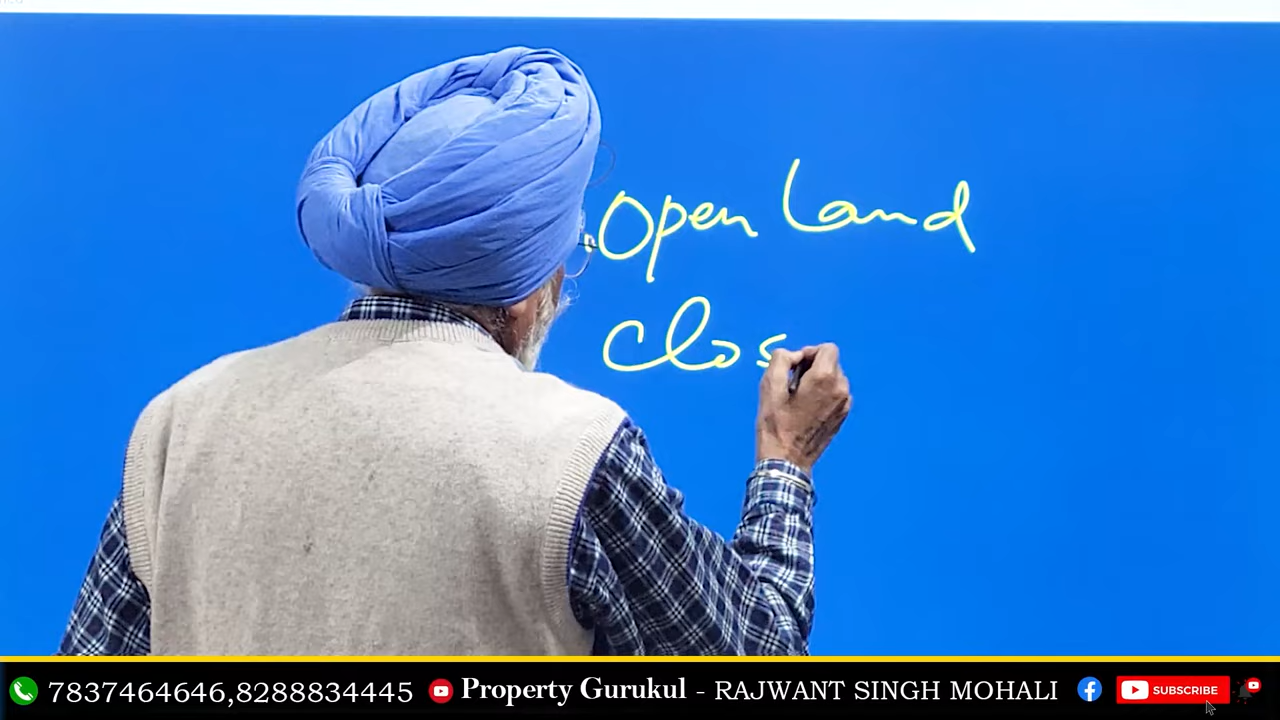 Open Land
Clos
7837464646,8288834445 Property Gurukul - RAJWANT SINGH MOHALI SUBSCRIBE